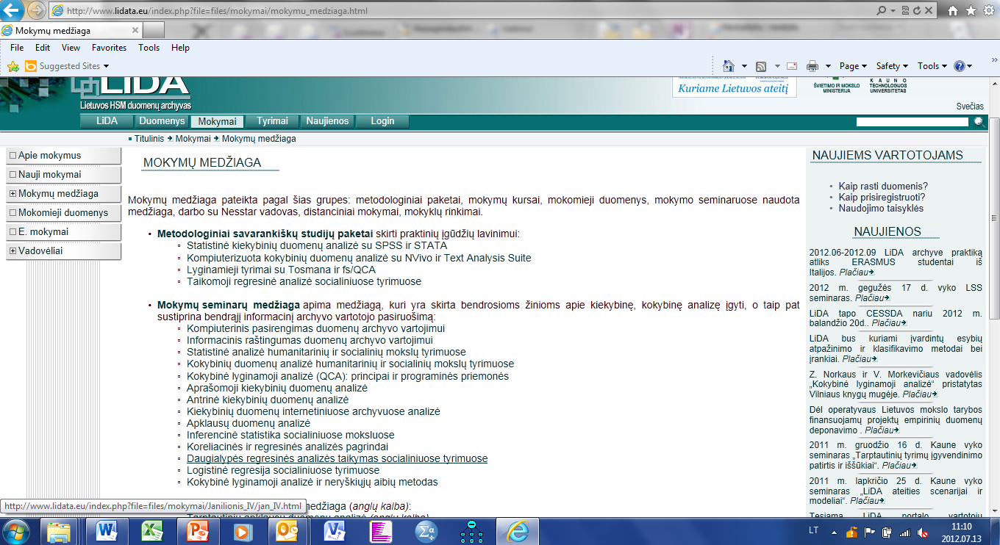 http://www.lidata.eu/index.php?file=files/mokymai/mokymu_medziaga.html
Mokymų medžiaga
File Edit View Favorites Tools Help
Suggested Sites
Page Safety Tools
LiDA
Lietuvos HSM duomenų archyvas
Kuriame Lietuvos ateitį
ŠVIETIMO IR MOKSLO
MINISTERIJA
KAUNO
TECHNOLOGIJOS
UNIVERSITETAS
Svečias
LiDA Duomenys Mokymai Tyrimai Naujienos Login
Titulinis Mokymai Mokymų medžiaga
Apie mokymus
Nauji mokymai
Mokymų medžiaga
Mokomieji duomenys
E. mokymai
Vadovėliai
MOKYMŲ MEDŽIAGA
Mokymų medžiaga pateikta pagal šias grupes: metodologiniai paketai, mokymų kursai, mokomieji duomenys, mokymo seminaruose naudota
medžiaga, darbo su Nesstar vadovas, distanciniai mokymai, mokyklų rinkimai.
• Metodologiniai savarankiškų studijų paketai skirti praktinių įgūdžių lavinimui:
Statistinė kiekybinių duomenų analizė su SPSS ir STATA
Kompiuterizuota kokybinių duomenų analizė su NVivo ir Text Analysis Suite
Lyginamieji tyrimai su Tosmana ir fs/QCA
Taikomoji regresinė analizė socialiniuose tyrimuose
• Mokymų seminarų medžiaga apima medžiagą, kuri yra skirta bendrosioms žinioms apie kiekybinę, kokybinę analizę įgyti, o taip pat
sustiprina bendrąjį informacinį archyvo vartotojo pasiruošimą:
Kompiuterinis pasirengimas duomenų archyvo vartojimui
Informacinis raštingumas duomenų archyvo vartojimui
Statistinė analizė humanitarinių ir socialinių mokslų tyrimuose
Kokybinių duomenų analizė humanitarinių ir socialinių mokslų tyrimuose
Kokybinė lyginamoji analizė (QCA): principai ir programinės priemonės
Aprašomoji kiekybinių duomenų analizė
Antrinė kiekybinių duomenų analizė
Kiekybinių duomenų internetiniuose archyvuose analizė
Apklausų duomenų analizė
Inferencinė statistika socialiniuose moksluose
Koreliacinės ir regresinės analizės pagrindai
Daugialypės regresinės analizės taikymas socialiniuose tyrimuose
Logistinė regresija socialiniuose tyrimuose
Kokybinė lyginamoji analizė ir neryškiųjų aibių metodas
medžiaga (anglų kalba):
Tarptautinių apklausų duomenų analizė (anglų kalba)
NAUJIEMS VARTOTOJAMS
• Kaip rasti duomenis?
• Kaip prisiregistruoti?
• Naudojimo taisyklės
NAUJIENOS
2012.06-2012.09 LiDA archyve praktiką
atliks ERASMUS studentai iš
Italijos. Plačiau
2012 m. gegužės 17 d. vyko LSS
seminaras. Plačiau
LiDA tapo CESSDA nariu 2012 m.
balandžio 20d.. Plačiau
LiDA bus kuriami įvardintų esybių
atpažinimo ir klasifikavimo metodai bei
įrankiai. Plačiau
Z. Norkaus ir V. Morkevičiaus vadovėlis
„Kokybinė lyginamoji analizė“ pristatytas
Vilniaus knygų mugėje. Plačiau
Dėl operatyvaus Lietuvos mokslo tarybos
finansuojamų projektų empirinių duomenų
deponavimo . Plačiau
2011 m. gruodžio 16 d. Kaune vyko
seminaras „Tarptautinių tyrimų įgyvendinimo
patirtis ir iššūkiai“. Plačiau
2011 m. lapkričio 25 d. Kaune vyko
seminaras „LiDA ateities scenarijai ir
modeliai“. Plačiau
Tęsiama LiDA portalo vartotojų
http://www.lidata.eu/index.php?file=files/mokymai/Janilionis_IV/jan_IV.html
LT
11:10
2012.07.13